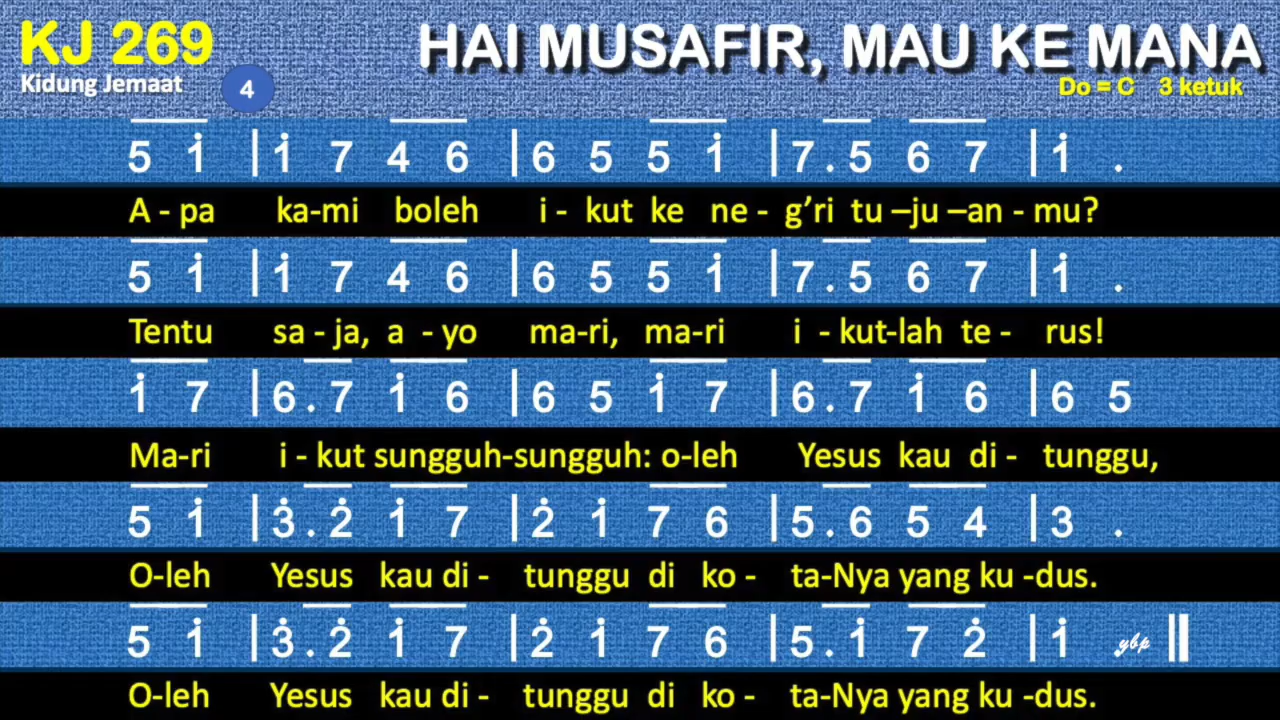 KJ 269
HAI MUSAFIR, MAU KE MANA
Kidung Jemaat
4
Do = C 3 ketuk
5 1̇ | 1̇ 7 4 6 | 6 5 5 1̇ | 7 . 5 6 7 | 1̇ .
A - pa ka-mi boleh i - kut ke ne - g’ri tu –ju –an - mu?
5 1̇ | 1̇ 7 4 6 | 6 5 5 1̇ | 7 . 5 6 7 | 1̇ .
Tentu sa - ja, a - yo ma-ri, ma-ri i - kut-lah te - rus!
1̇ 7 | 6 . 7 1̇ 6 | 6 5 1̇ 7 | 6 . 7 1̇ 6 | 6 5
Ma-ri i - kut sungguh-sungguh: o-leh Yesus kau di - tunggu,
5 1̇ | 3̇ . 2̇ 1̇ 7 | 2̇ 1̇ 7 6 | 5 . 6 5 4 | 3 .
O-leh Yesus kau di - tunggu di ko - ta-Nya yang ku -dus.
5 1̇ | 3̇ . 2̇ 1̇ 7 | 2̇ 1̇ 7 6 | 5 . 1̇ 7 2̇ | 1̇ . ybp ||
O-leh Yesus kau di - tunggu di ko - ta-Nya yang ku -dus.